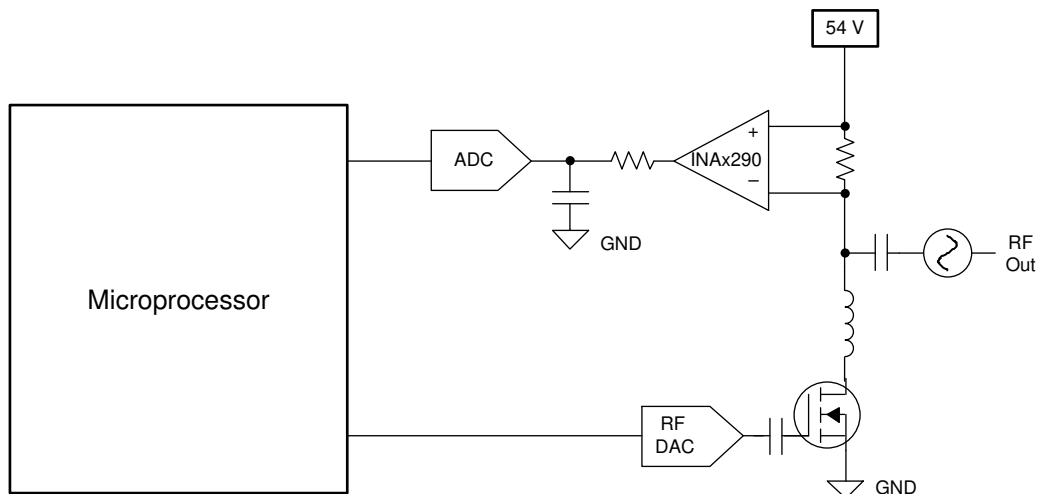 54 V
+
INAx290
–
ADC
GND
RF
Out
Microprocessor
RF
DAC
GND